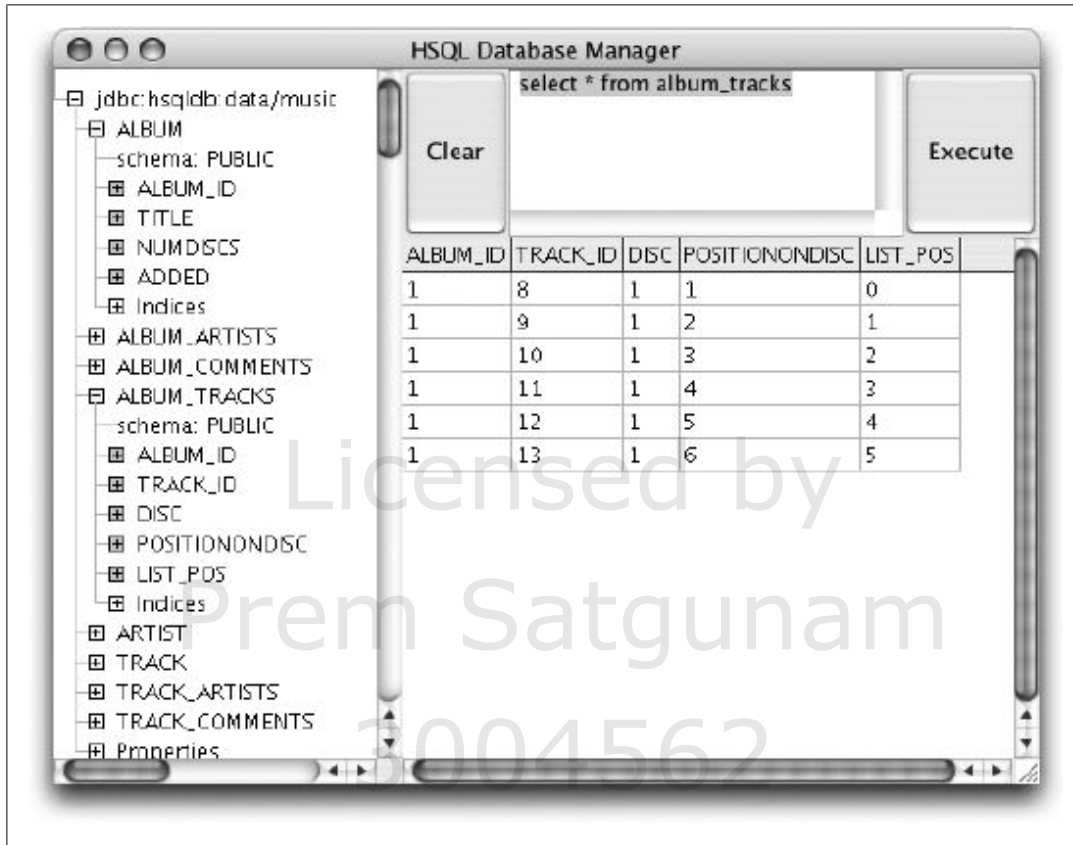 HSQL Database Manager
jdbc:hsqldb:data/music
ALBUM
schema: PUBLIC
ALBUM_ID
TITLE
NUMDISCS
ADDED
Indices
ALBUM_ARTISTS
ALBUM_COMMENTS
ALBUM_TRACKS
schema: PUBLIC
ALBUM_ID
TRACK_ID
DISC
POSITIONONDISC
LIST_POS
Indices
ARTIST
TRACK
TRACK_ARTISTS
TRACK_COMMENTS
Properties
Clear
select * from album_tracks
Execute
ALBUM_ID TRACK_ID DISC POSITIONONDISC LIST_POS
1 8 1 1 0
1 9 1 2 1
1 10 1 3 2
1 11 1 4 3
1 12 1 5 4
1 13 1 6 5
Licensed by
Prem Satgunam
3004562